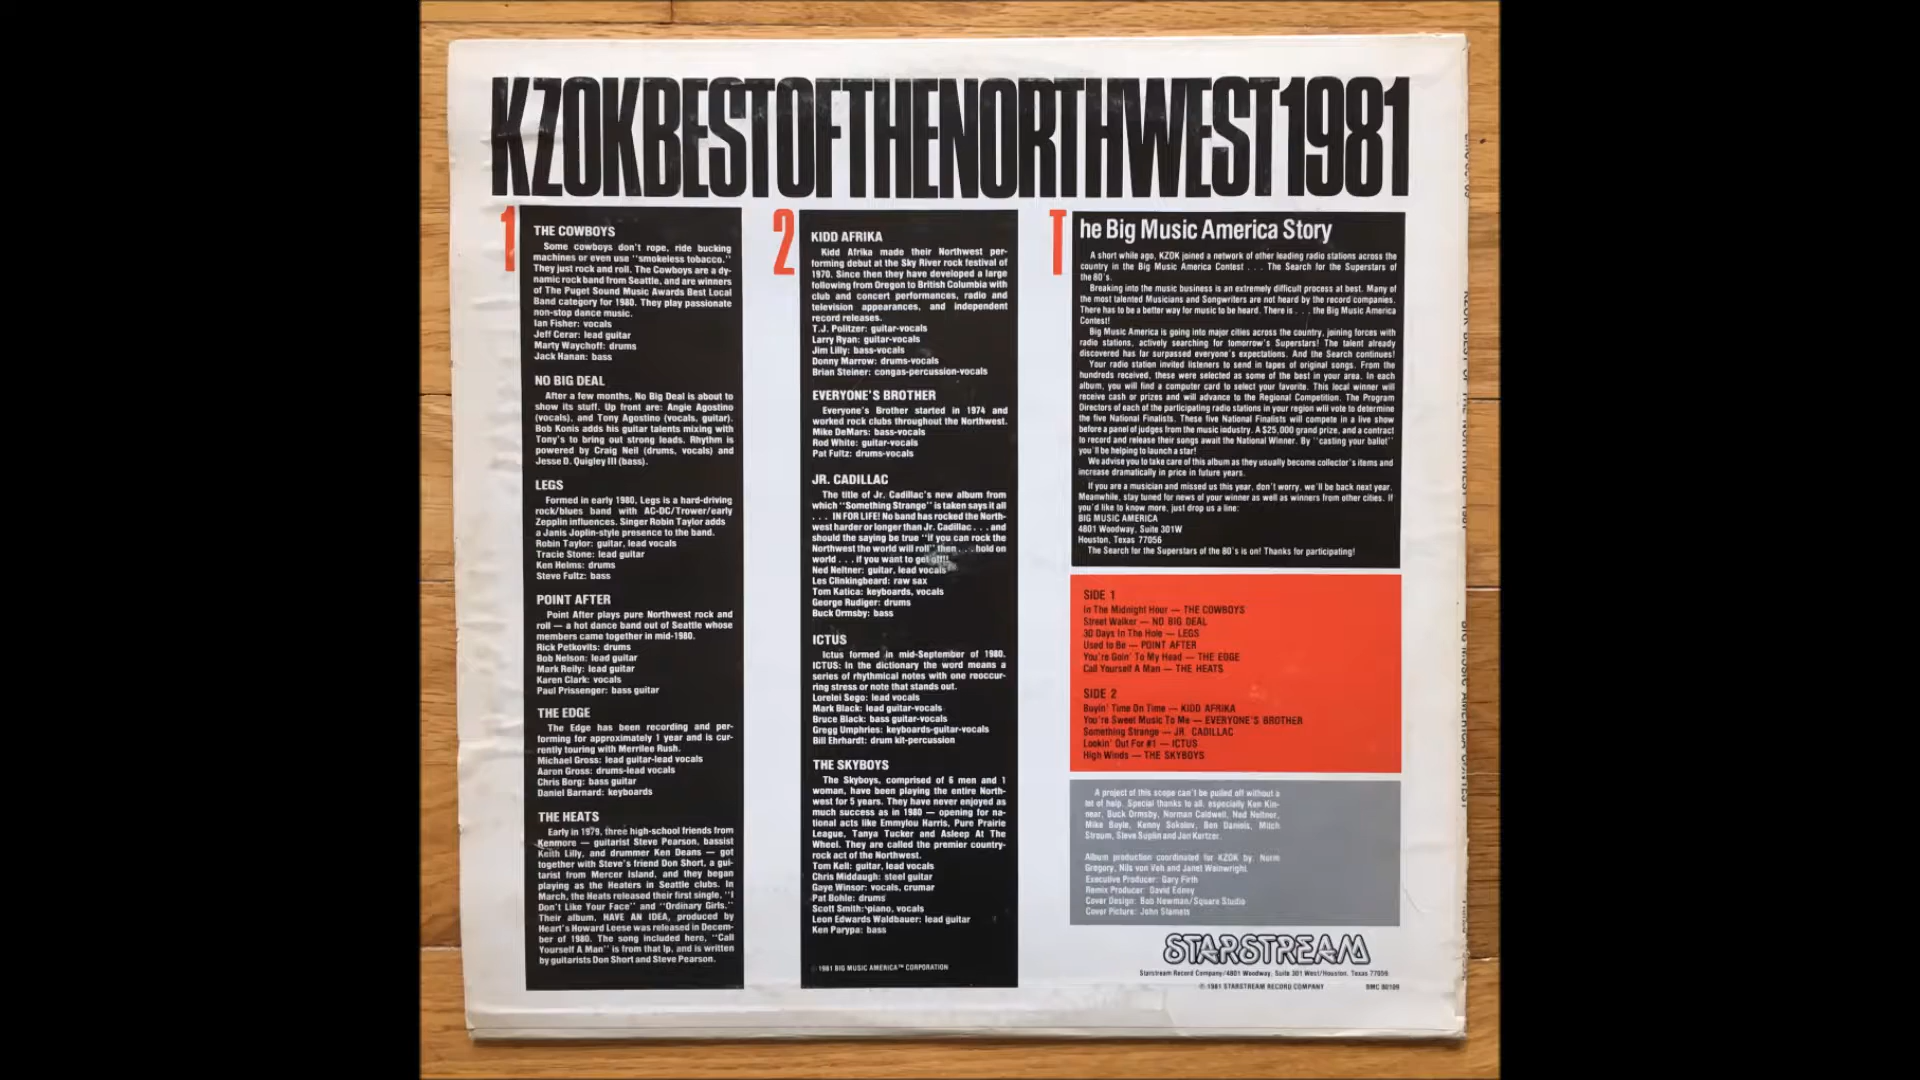 KZOKBESTOFTHENORTHWEST1981
1
THE COWBOYS
Some cowboys don't rope, ride bucking
machines or even use "smokeless tobacco."
They just rock and roll. The Cowboys are a dy-
namic rock band from Seattle, and are winners
of The Puget Sound Music Awards Best Local
Band category for 1980. They play passionate
non-stop dance music.
Ian Fisher: vocals
Jeff Cerar: lead guitar
Marty Waychoff: drums
Jack Hanan: bass
NO BIG DEAL
After a few months, No Big Deal is about to
show its stuff. Up front are: Angie Agostino
(vocals), and Tony Agostino (vocals, guitar).
Bob Konis adds his guitar talents mixing with
Tony's to bring out strong leads. Rhythm is
powered by Craig Neil (drums, vocals) and
Jesse D. Quigley III (bass).
LEGS
Formed in early 1980, Legs is a hard-driving
rock/blues band with AC-DC/Trower/early
Zepplin influences. Singer Robin Taylor adds
a Janis Joplin-style presence to the band.
Robin Taylor: guitar, lead vocals
Tracie Stone: lead guitar
Ken Helms: drums
Steve Fultz: bass
POINT AFTER
Point After plays pure Northwest rock and
roll — a hot dance band out of Seattle whose
members came together in mid-1980.
Rick Petkovits: drums
Bob Nelson: lead guitar
Mark Reily: lead guitar
Karen Clark: vocals
Paul Prissenger: bass guitar
THE EDGE
The Edge has been recording and per-
forming for approximately 1 year and is cur-
rently touring with Merrilee Rush.
Michael Gross: lead guitar-lead vocals
Aaron Gross: drums-lead vocals
Chris Borg: bass guitar
Daniel Barnard: keyboards
THE HEATS
Early in 1979, three high-school friends from
Kenmore — guitarist Steve Pearson, bassist
Keith Lilly, and drummer Ken Deans — got
together with Steve's friend Don Short, a gui-
tarist from Mercer Island, and they began
playing as the Heaters in Seattle clubs. In
March, the Heats released their first single, "I
Don't Like Your Face" and "Ordinary Girls."
Their album, HAVE AN IDEA, produced by
Heart's Howard Leese was released in Decem-
ber of 1980. The song included here, "Call
Yourself A Man" is from that lp, and is written
by guitarists Don Short and Steve Pearson.
2
KIDD AFRIKA
Kidd Afrika made their Northwest per-
forming debut at the Sky River rock festival of
1970. Since then they have developed a large
following from Oregon to British Columbia with
club and concert performances, radio and
television appearances, and independent
record releases.
T.J. Politzer: guitar-vocals
Larry Ryan: guitar-vocals
Jim Lilly: bass-vocals
Donny Marrow: drums-vocals
Brian Steiner: congas-percussion-vocals
EVERYONE'S BROTHER
Everyone's Brother started in 1974 and
worked rock clubs throughout the Northwest.
Mike DeMars: bass-vocals
Rod White: guitar-vocals
Pat Fultz: drums-vocals
JR. CADILLAC
The title of Jr. Cadillac's new album from
which "Something Strange" is taken says it all
. . . IN FOR LIFE! No band has rocked the North-
west harder or longer than Jr. Cadillac . . . and
should the saying be true "if you can rock the
Northwest the world will roll" then . . . hold on
world . . . if you want to get off!!!
Ned Neltner: guitar, lead vocals
Les Clinkingbeard: raw sax
Tom Katica: keyboards, vocals
George Rudiger: drums
Buck Ormsby: bass
ICTUS
Ictus formed in mid-September of 1980.
ICTUS: In the dictionary the word means a
series of rhythmical notes with one reoccur-
ring stress or note that stands out.
Lorelei Sego: lead vocals
Mark Black: lead guitar-vocals
Bruce Black: bass guitar-vocals
Gregg Umphries: keyboards-guitar-vocals
Bill Ehrhardt: drum kit-percussion
THE SKYBOYS
The Skyboys, comprised of 6 men and 1
woman, have been playing the entire North-
west for 5 years. They have never enjoyed as
much success as in 1980 — opening for na-
tional acts like Emmylou Harris, Pure Prairie
League, Tanya Tucker and Asleep At The
Wheel. They are called the premier country-
rock act of the Northwest.
Tom Kell: guitar, lead vocals
Chris Middaugh: steel guitar
Gaye Winsor: vocals, crumar
Pat Bohle: drums
Scott Smith: piano, vocals
Leon Edwards Waldbauer: lead guitar
Ken Parypa: bass
© 1981 BIG MUSIC AMERICA™ CORPORATION
The Big Music America Story
A short while ago, KZOK joined a network of other leading radio stations across the
country in the Big Music America Contest . . . The Search for the Superstars of
the 80's.
Breaking into the music business is an extremely difficult process at best. Many of
the most talented Musicians and Songwriters are not heard by the record companies.
There has to be a better way for music to be heard. There is . . . the Big Music America
Contest!
Big Music America is going into major cities across the country, joining forces with
radio stations, actively searching for tomorrow's Superstars! The talent already
discovered has far surpassed everyone's expectations. And the Search continues!
Your radio station invited listeners to send in tapes of original songs. From the
hundreds received, these were selected as some of the best in your area. In each
album, you will find a computer card to select your favorite. This local winner will
receive cash or prizes and will advance to the Regional Competition. The Program
Directors of each of the participating radio stations in your region will vote to determine
the five National Finalists. These five National Finalists will compete in a live show
before a panel of judges from the music industry. A $25,000 grand prize, and a contract
to record and release their songs await the National Winner. By "casting your ballot"
you'll be helping to launch a star!
We advise you to take care of this album as they usually become collector's items and
increase dramatically in price in future years.
If you are a musician and missed us this year, don't worry, we'll be back next year.
Meanwhile, stay tuned for news of your winner as well as winners from other cities. If
you'd like to know more, just drop us a line:
BIG MUSIC AMERICA
4801 Woodway, Suite 301W
Houston, Texas 77056
The Search for the Superstars of the 80's is on! Thanks for participating!
SIDE 1
In The Midnight Hour — THE COWBOYS
Street Walker — NO BIG DEAL
30 Days In The Hole — LEGS
Used to Be — POINT AFTER
You're Goin' To My Head — THE EDGE
Call Yourself A Man — THE HEATS
SIDE 2
Buyin' Time On Time — KIDD AFRIKA
You're Sweet Music To Me — EVERYONE'S BROTHER
Something Strange — JR. CADILLAC
Lookin' Out For #1 — ICTUS
High Winds — THE SKYBOYS
A project of this scope can't be pulled off without a
lot of help. Special thanks to all, especially Ken Kin-
near, Buck Ormsby, Norman Caldwell, Ned Neltner,
Mike Boyle, Kenny Sokolov, Ben Daniels, Mitch
Straum, Steve Suplin and Jan Kertzer.
Album production coordinated for KZOK by: Norm
Gregory, Nils von Veh and Janet Wainwright
Executive Producer: Gary Firth
Remix Producer: David Edney
Cover Design: Bob Newman/Square Studio
Cover Picture: John Stamets
STARSTREAM
Starstream Record Company/4801 Woodway, Suite 301 West/Houston, Texas 77056
℗ 1981 STARSTREAM RECORD COMPANY BMC 80109
KZOK BEST OF THE NORTHWEST 1981
BIG MUSIC AMERICA CONTEST